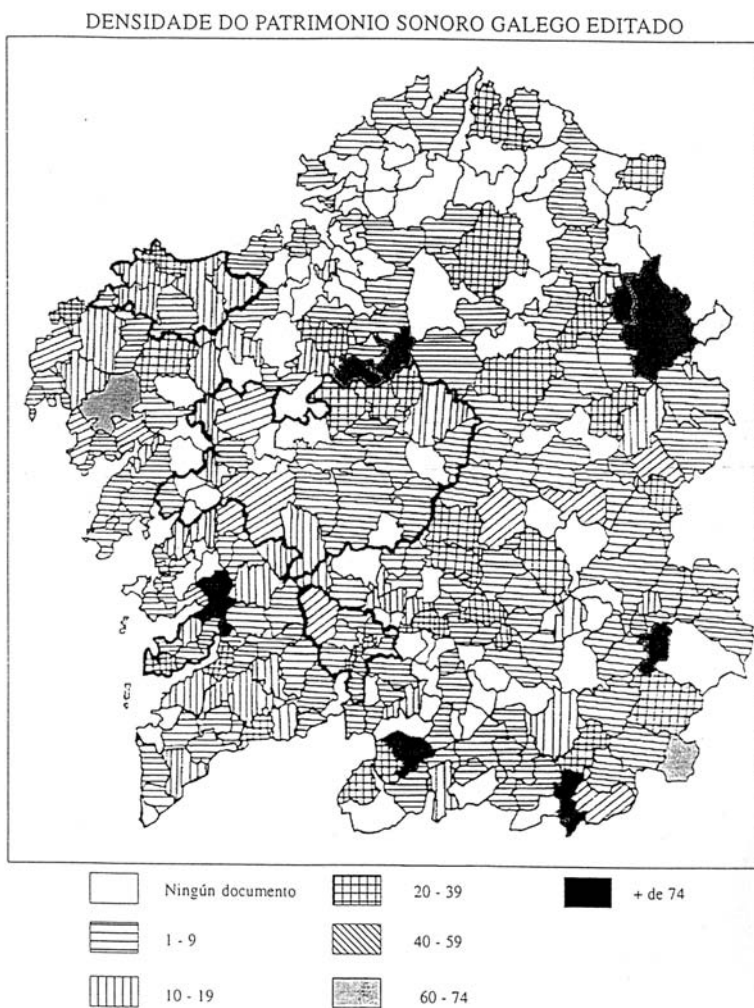 DENSIDADE DO PATRIMONIO SONORO GALEGO EDITADO
Ningún documento
20 - 39
+ de 74
1 - 9
40 - 59
10 - 19
60 - 74